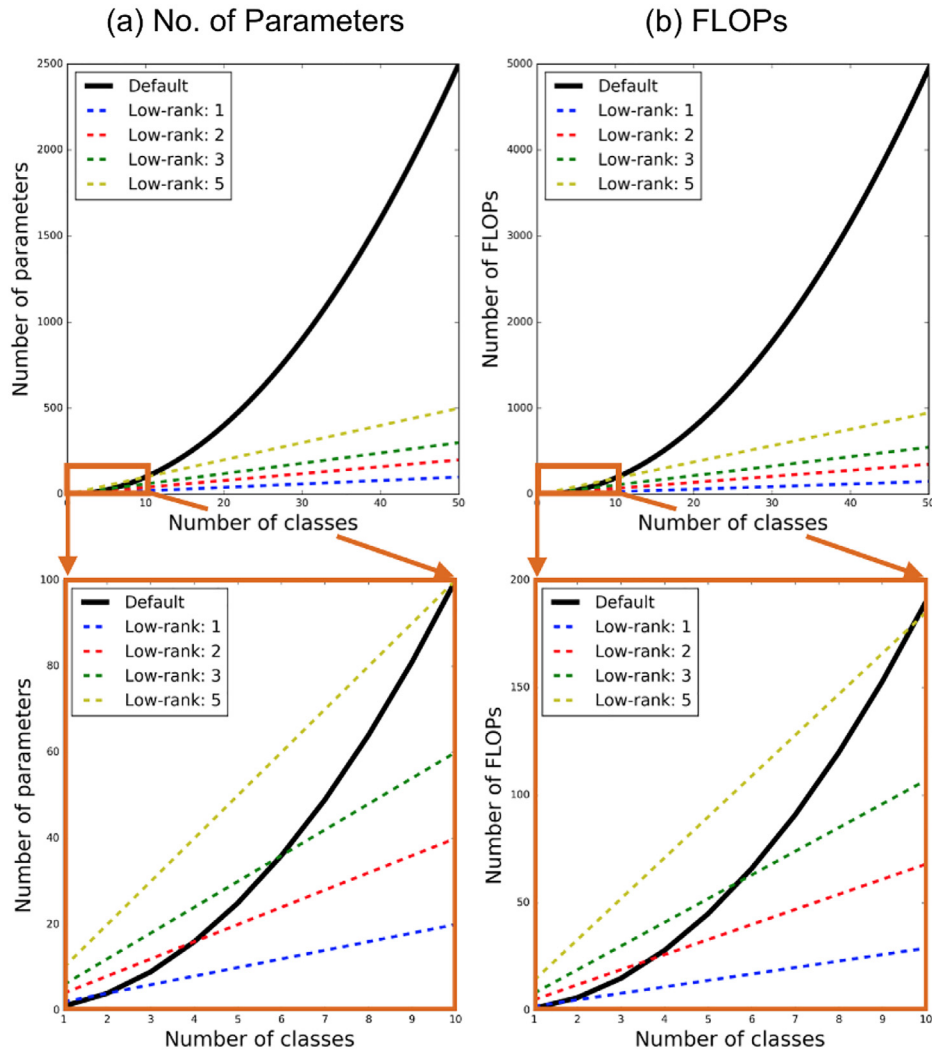 (a) No. of Parameters
(b) FLOPs
2500
2000
1500
1000
500
0
Number of parameters
Default
Low-rank: 1
Low-rank: 2
Low-rank: 3
Low-rank: 5
10
20
30
40
50
Number of classes
5000
4000
3000
2000
1000
0
Number of FLOPs
Default
Low-rank: 1
Low-rank: 2
Low-rank: 3
Low-rank: 5
10
20
30
40
50
Number of classes
100
80
60
40
20
0
Number of parameters
Default
Low-rank: 1
Low-rank: 2
Low-rank: 3
Low-rank: 5
1
2
3
4
5
6
7
8
9
10
Number of classes
200
150
100
50
0
Number of FLOPs
Default
Low-rank: 1
Low-rank: 2
Low-rank: 3
Low-rank: 5
1
2
3
4
5
6
7
8
9
10
Number of classes